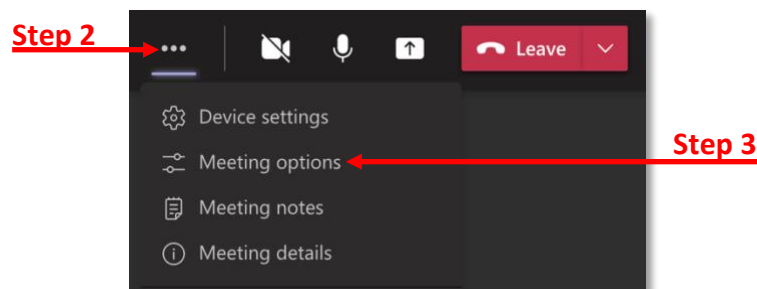 Step 2
Leave
Device settings
Meeting options
Step 3
Meeting notes
Meeting details